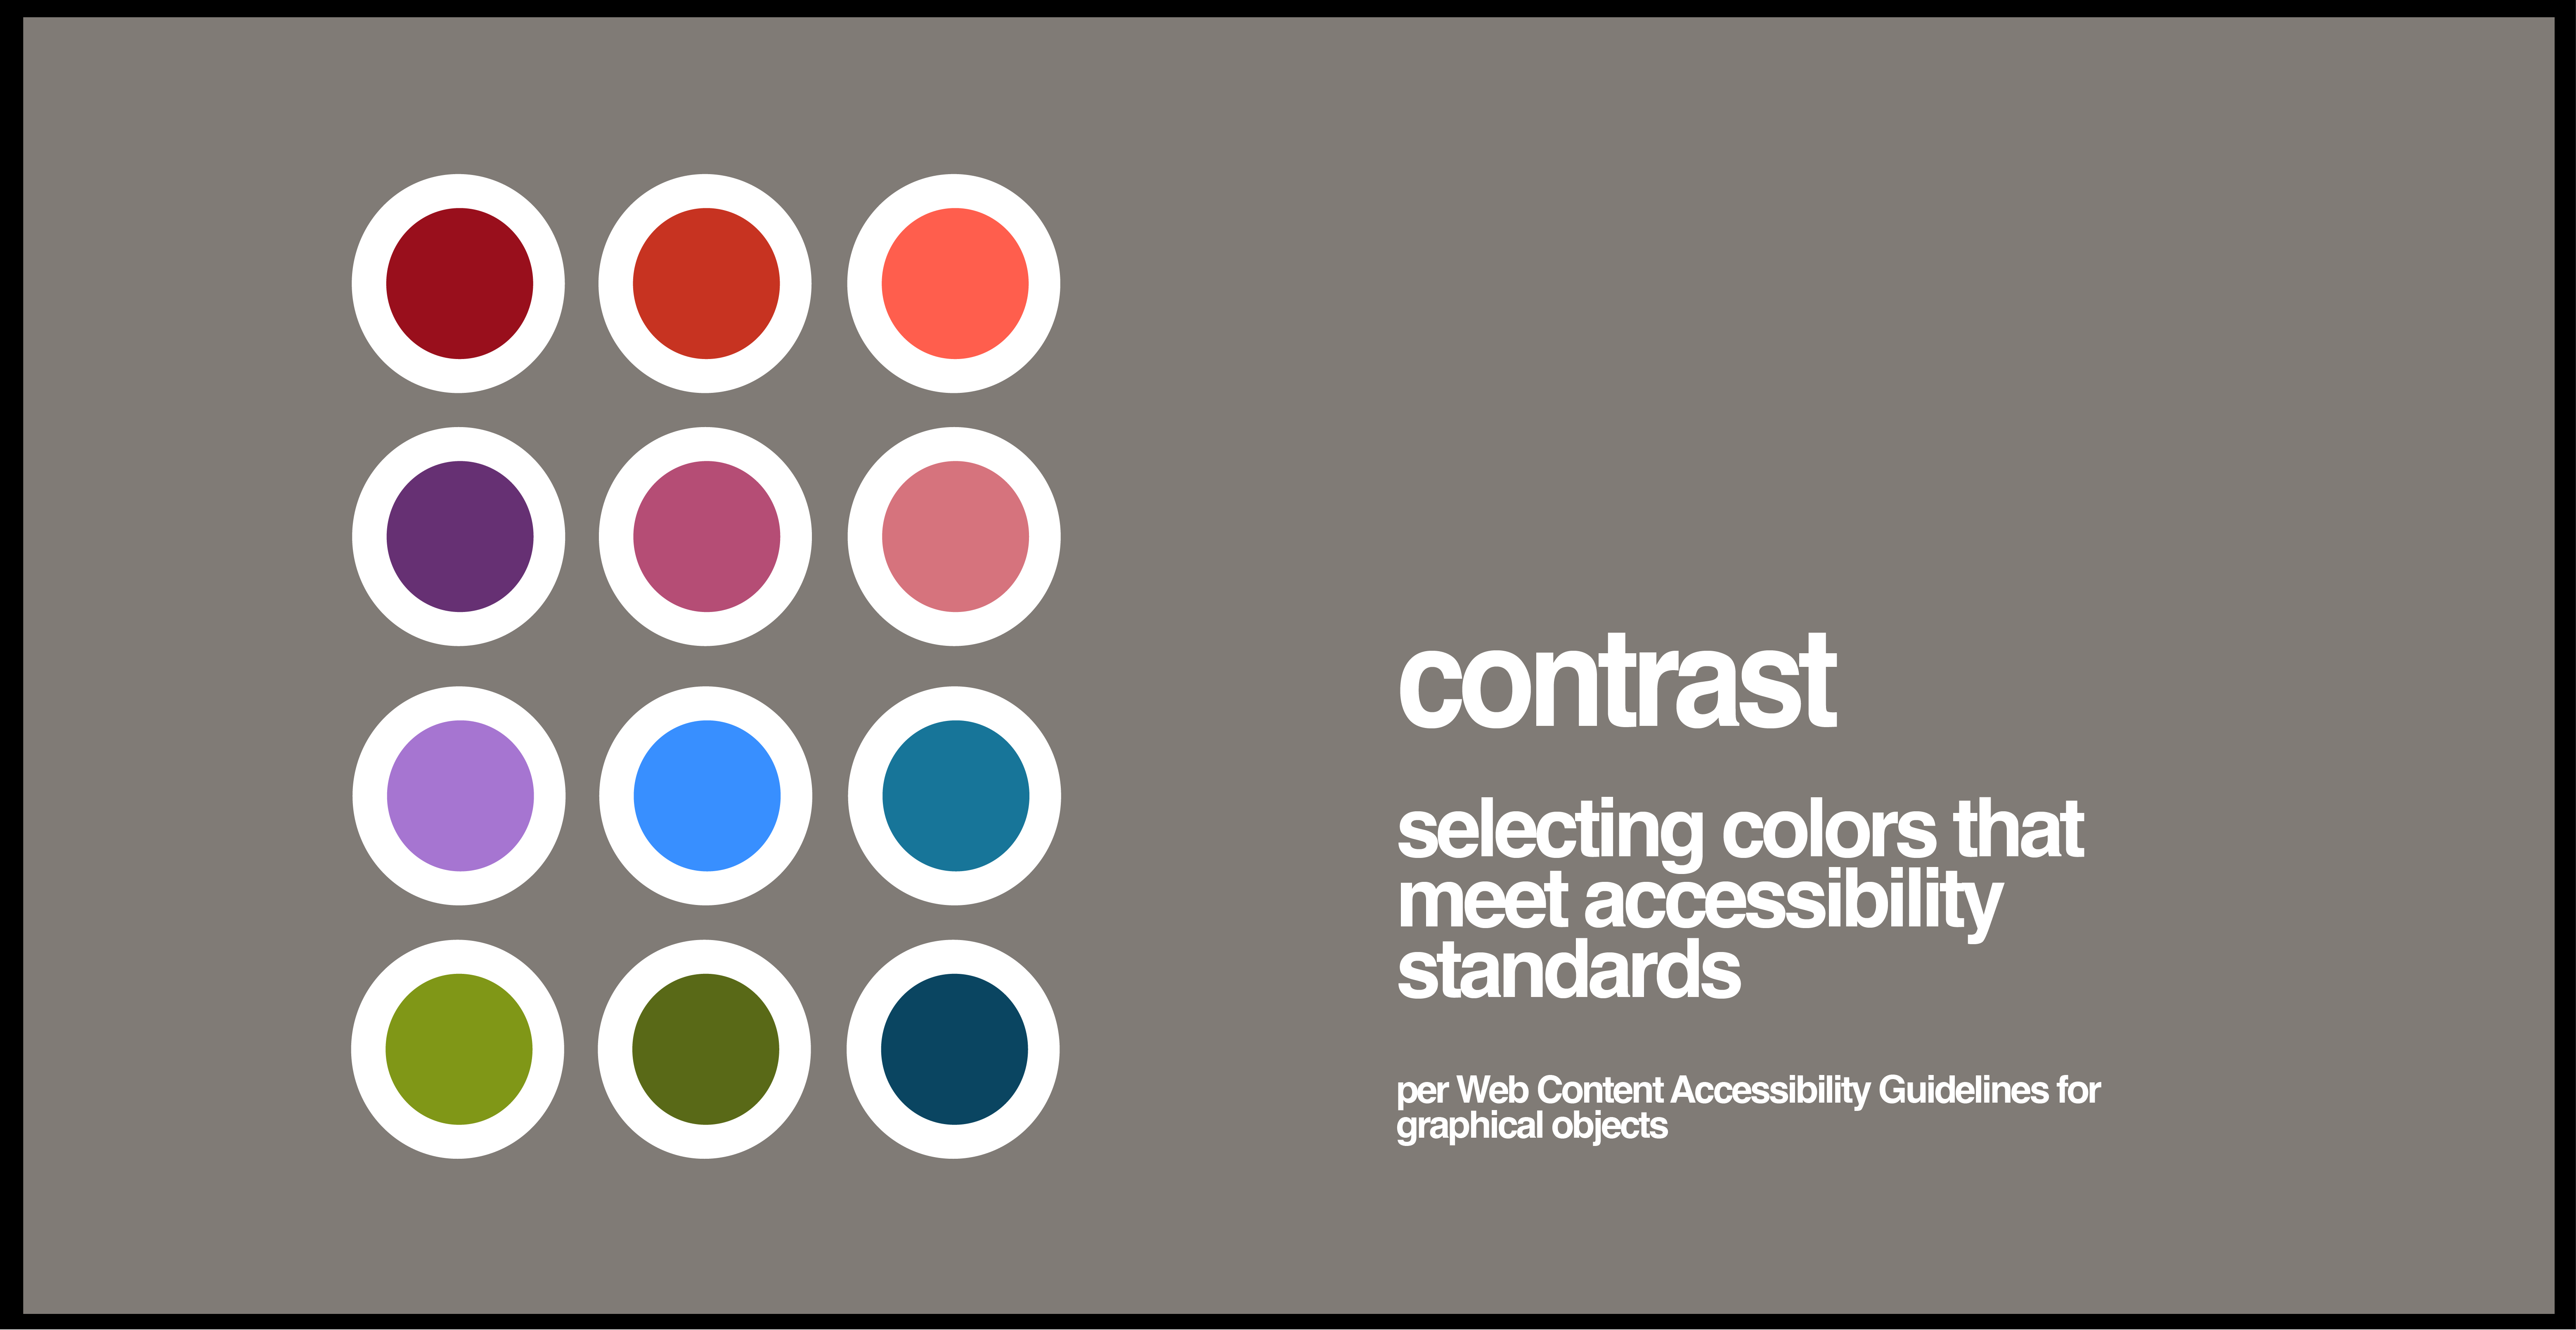 contrast
selecting colors that
meet accessibility
standards
per Web Content Accessibility Guidelines for
graphical objects